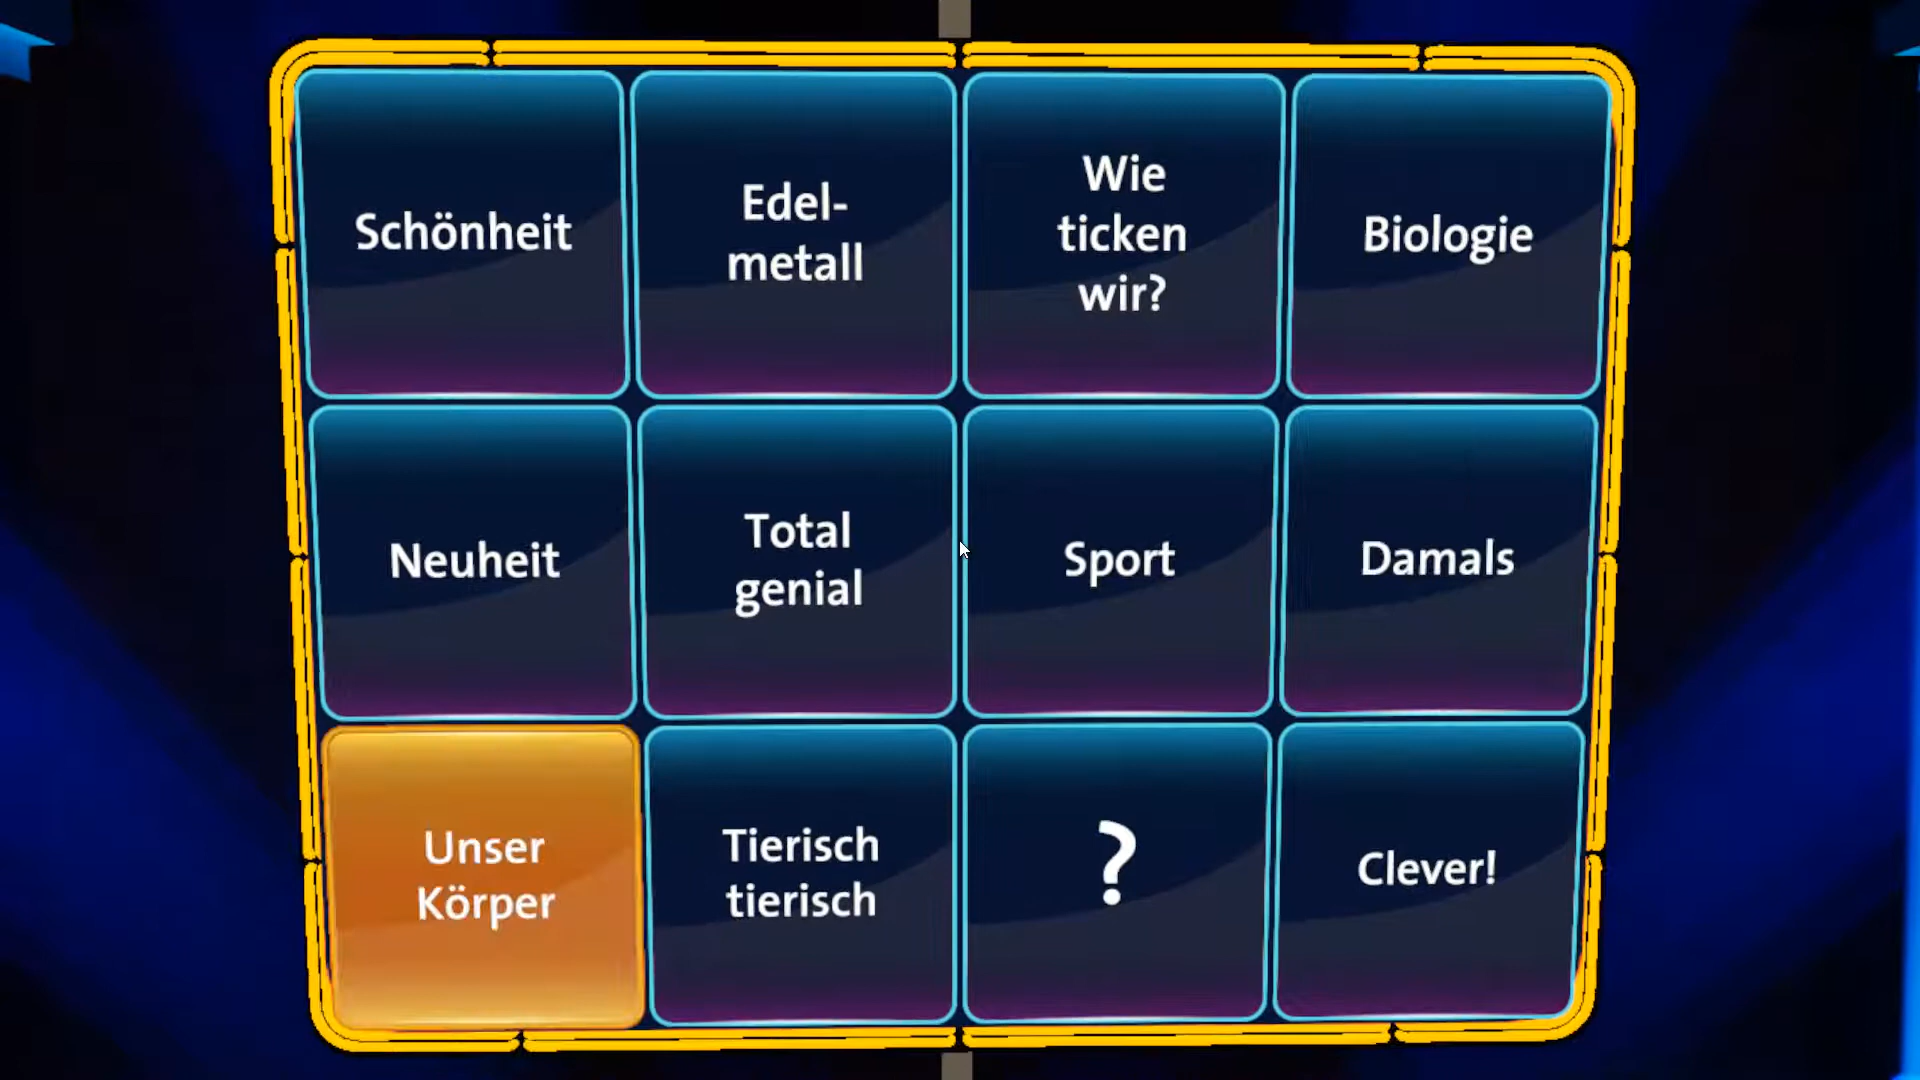 Schönheit
Edel-
metall
Wie
ticken
wir?
Biologie
Neuheit
Total
genial
Sport
Damals
Unser
Körper
Tierisch
tierisch
?
Clever!